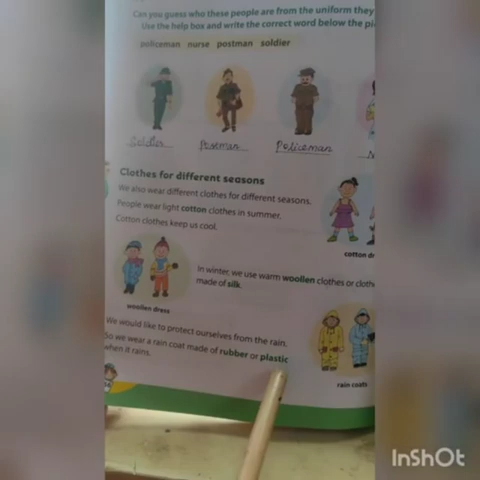 Can you guess who these people are from the uniform they
Use the help box and write the correct word below the
policeman nurse postman soldier
Soldier Postman Policeman
Clothes for different seasons
We also wear different clothes for different seasons.
People wear light cotton clothes in summer.
Cotton clothes keep us cool.
cotton
In winter, we use warm woollen clothes or
made of silk.
woollen dress
We would like to protect ourselves from the rain.
So we wear a rain coat made of rubber or plastic
when it rains.
rain coats
InShOt